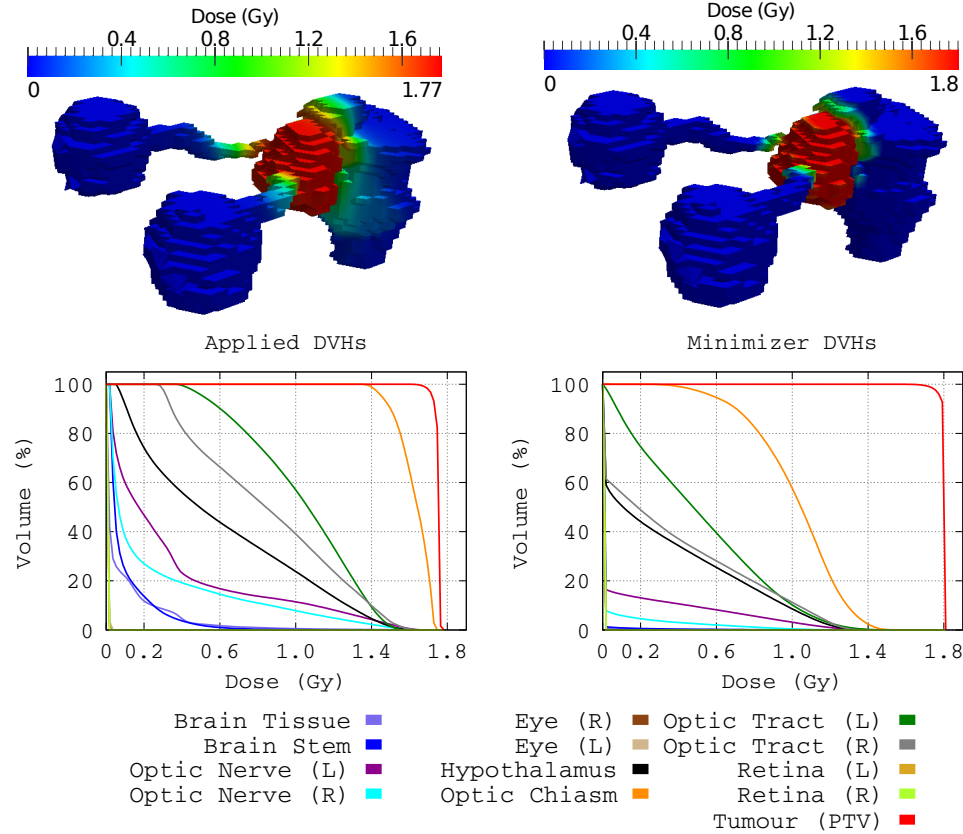 Dose (Gy)
0.4 0.8 1.2 1.6
0 1.77
Dose (Gy)
0.4 0.8 1.2 1.6
0 1.8
Applied DVHs
Volume (%)
100
80
60
40
20
0
0 0.2 0.6 1.0 1.4 1.8
Dose (Gy)
Minimizer DVHs
Volume (%)
100
80
60
40
20
0
0 0.2 0.6 1.0 1.4 1.8
Dose (Gy)
Brain Tissue
Brain Stem
Optic Nerve (L)
Optic Nerve (R)
Eye (R)
Eye (L)
Hypothalamus
Optic Chiasm
Optic Tract (L)
Optic Tract (R)
Retina (L)
Retina (R)
Tumour (PTV)